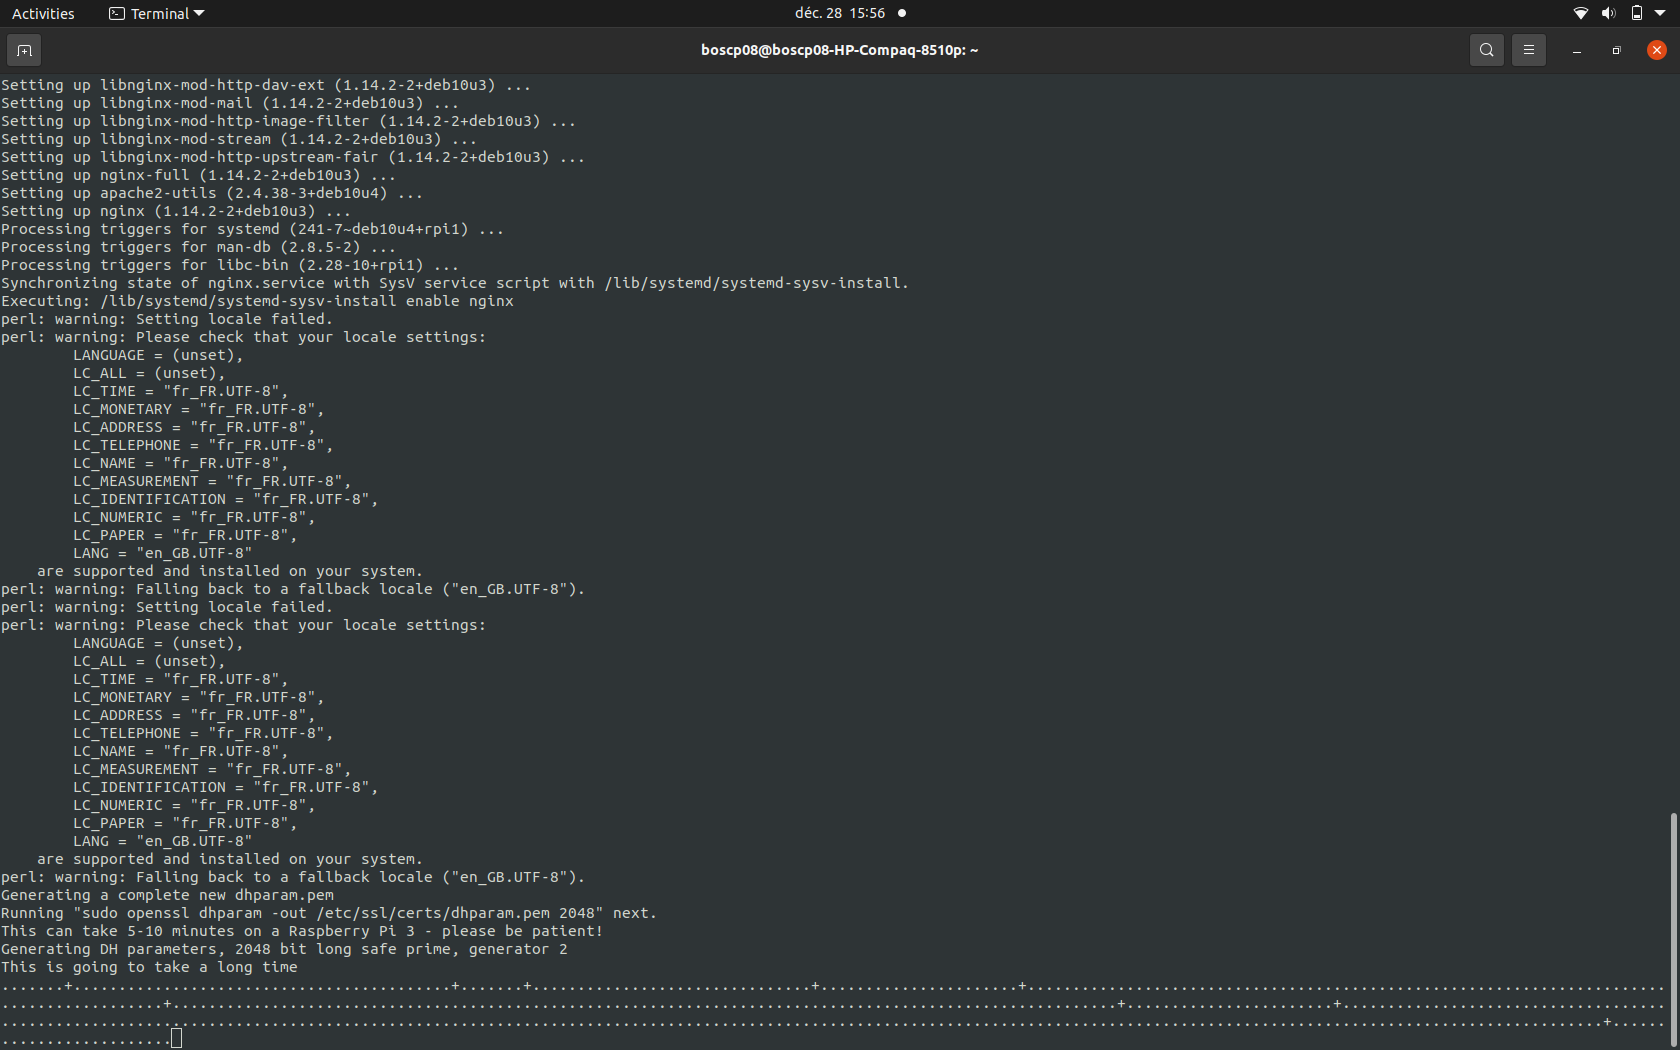 Activities
Terminal
déc. 28 15:56
boscp08@boscp08-HP-Compaq-8510p: ~
Setting up libnginx-mod-http-dav-ext (1.14.2-2+deb10u3) ...
Setting up libnginx-mod-mail (1.14.2-2+deb10u3) ...
Setting up libnginx-mod-http-image-filter (1.14.2-2+deb10u3) ...
Setting up libnginx-mod-stream (1.14.2-2+deb10u3) ...
Setting up libnginx-mod-http-upstream-fair (1.14.2-2+deb10u3) ...
Setting up nginx-full (1.14.2-2+deb10u3) ...
Setting up apache2-utils (2.4.38-3+deb10u4) ...
Setting up nginx (1.14.2-2+deb10u3) ...
Processing triggers for systemd (241-7~deb10u4+rpi1) ...
Processing triggers for man-db (2.8.5-2) ...
Processing triggers for libc-bin (2.28-10+rpi1) ...
Synchronizing state of nginx.service with SysV service script with /lib/systemd/systemd-sysv-install.
Executing: /lib/systemd/systemd-sysv-install enable nginx
perl: warning: Setting locale failed.
perl: warning: Please check that your locale settings:
LANGUAGE = (unset),
LC_ALL = (unset),
LC_TIME = "fr_FR.UTF-8",
LC_MONETARY = "fr_FR.UTF-8",
LC_ADDRESS = "fr_FR.UTF-8",
LC_TELEPHONE = "fr_FR.UTF-8",
LC_NAME = "fr_FR.UTF-8",
LC_MEASUREMENT = "fr_FR.UTF-8",
LC_IDENTIFICATION = "fr_FR.UTF-8",
LC_NUMERIC = "fr_FR.UTF-8",
LC_PAPER = "fr_FR.UTF-8",
LANG = "en_GB.UTF-8"
are supported and installed on your system.
perl: warning: Falling back to a fallback locale ("en_GB.UTF-8").
perl: warning: Setting locale failed.
perl: warning: Please check that your locale settings:
LANGUAGE = (unset),
LC_ALL = (unset),
LC_TIME = "fr_FR.UTF-8",
LC_MONETARY = "fr_FR.UTF-8",
LC_ADDRESS = "fr_FR.UTF-8",
LC_TELEPHONE = "fr_FR.UTF-8",
LC_NAME = "fr_FR.UTF-8",
LC_MEASUREMENT = "fr_FR.UTF-8",
LC_IDENTIFICATION = "fr_FR.UTF-8",
LC_NUMERIC = "fr_FR.UTF-8",
LC_PAPER = "fr_FR.UTF-8",
LANG = "en_GB.UTF-8"
are supported and installed on your system.
perl: warning: Falling back to a fallback locale ("en_GB.UTF-8").
Generating a complete new dhparam.pem
Running "sudo openssl dhparam -out /etc/ssl/certs/dhparam.pem 2048" next.
This can take 5-10 minutes on a Raspberry Pi 3 - please be patient!
Generating DH parameters, 2048 bit long safe prime, generator 2
This is going to take a long time
.......+..........................................+.......+...............................+......................+.......................................................................
..................+.........................................................................................................+.......................+....................................
..................................................................................................................................................................................+......
...................